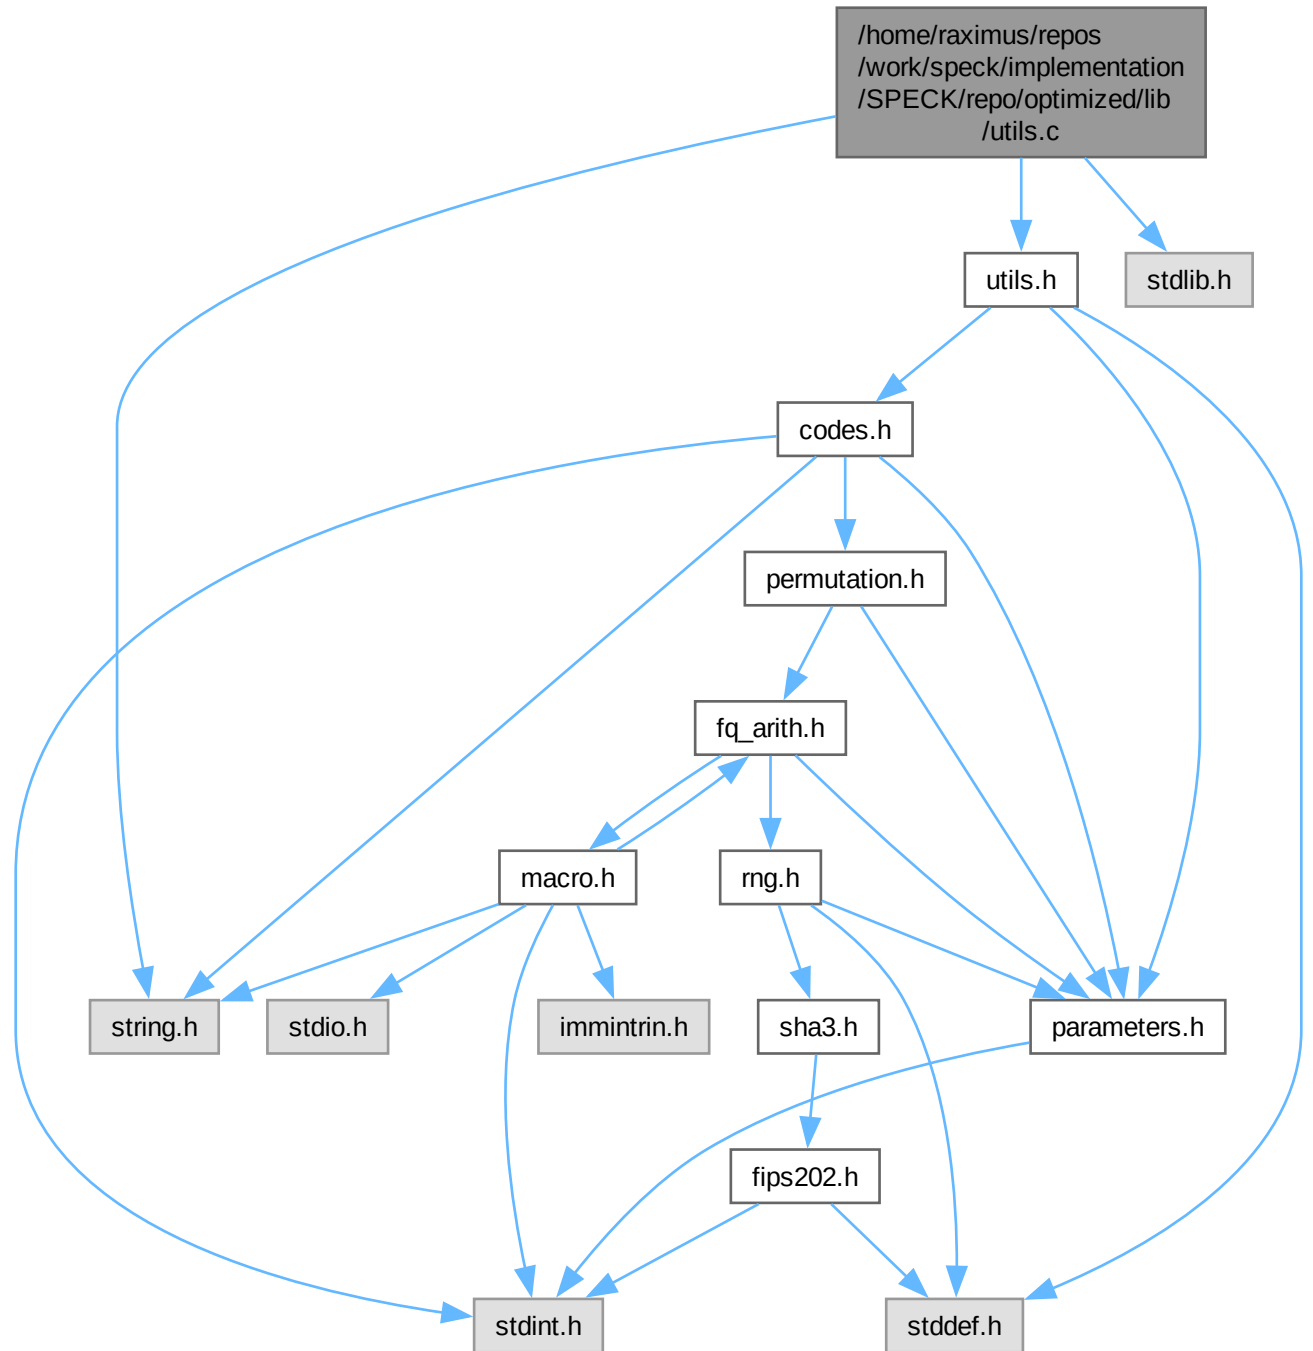 /home/raximus/repos
/work/speck/implementation
/SPECK/repo/optimized/lib
/utils.c
utils.h
stdlib.h
codes.h
permutation.h
fq_arith.h
macro.h
rng.h
string.h
stdio.h
immintrin.h
sha3.h
parameters.h
fips202.h
stdint.h
stddef.h